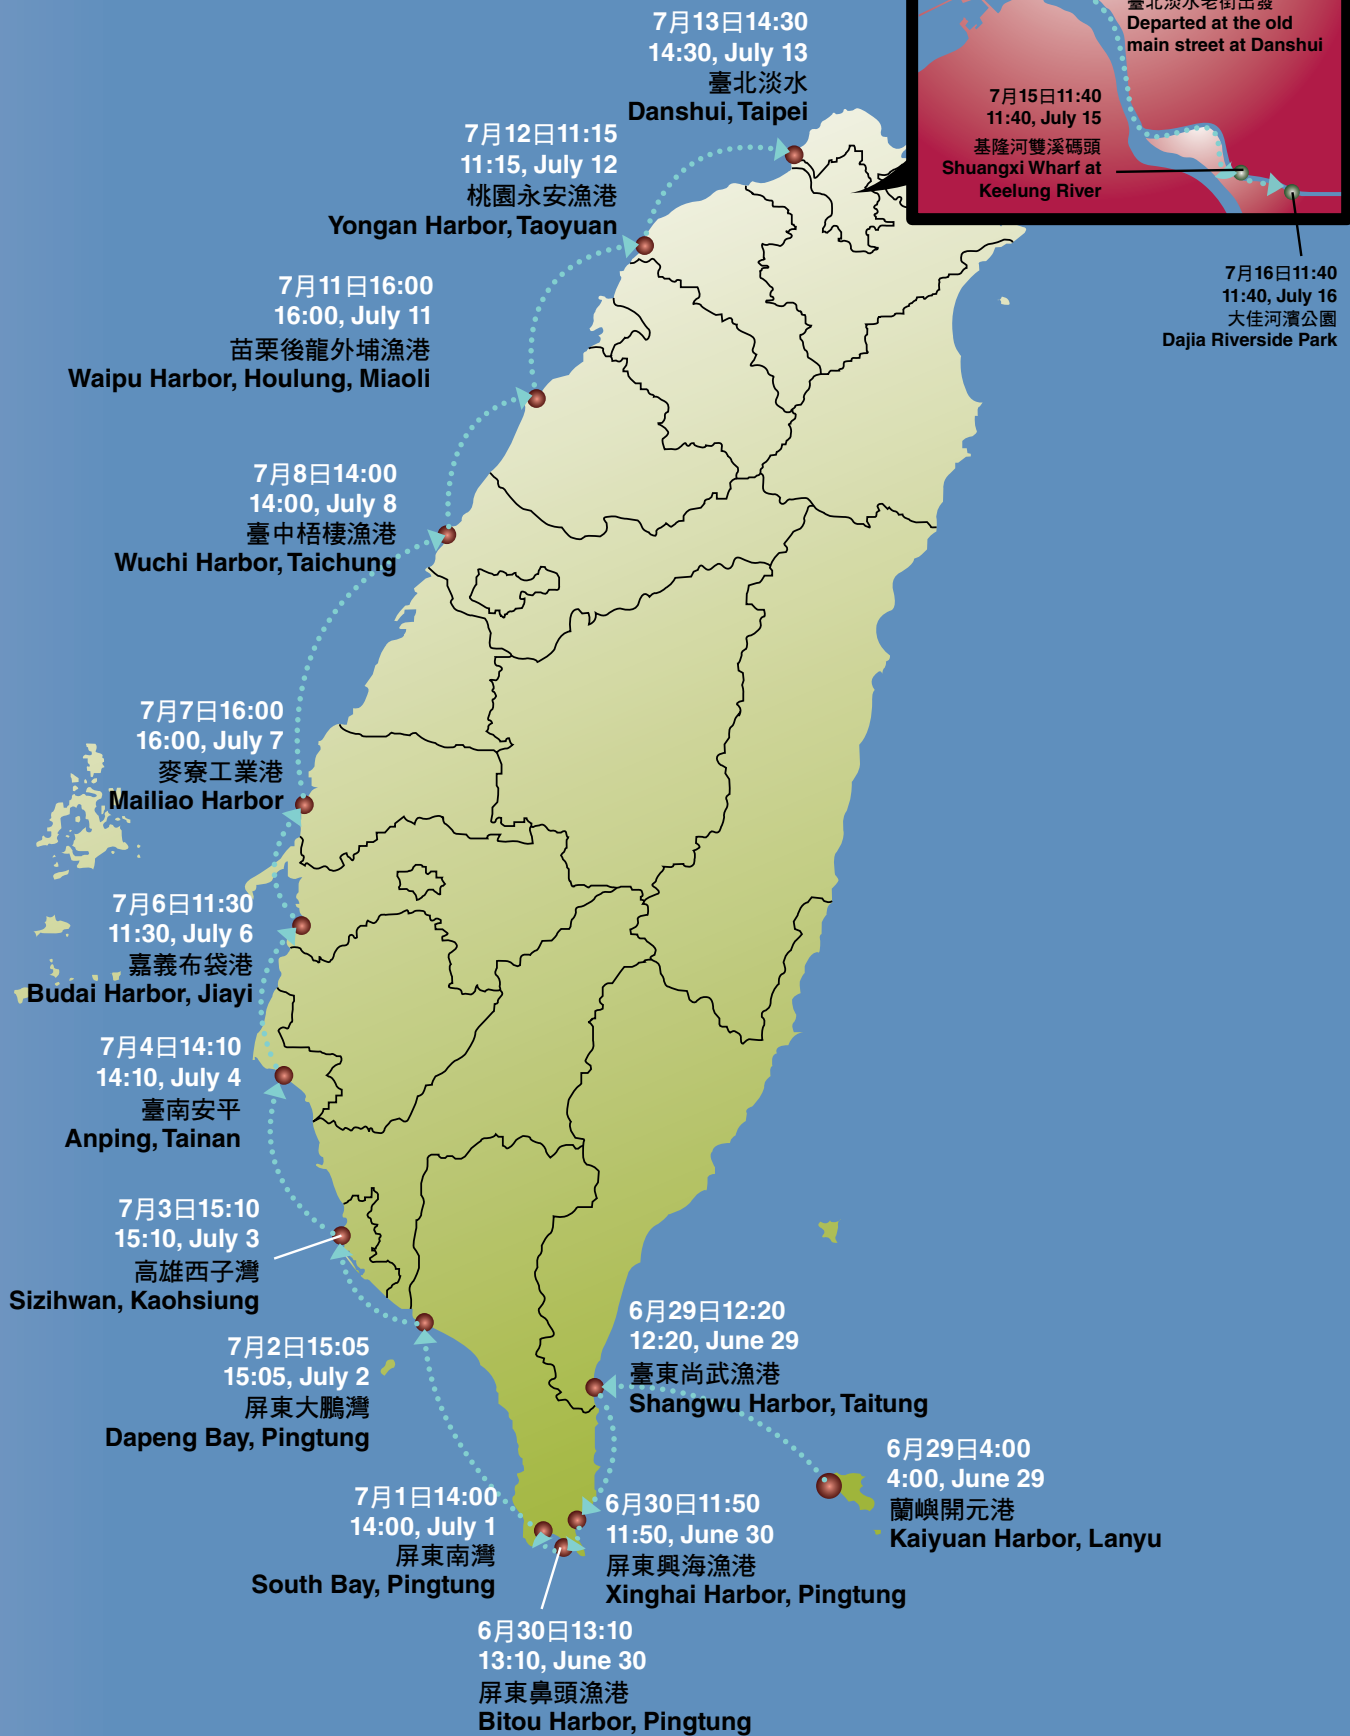 7月13日14:30
14:30, July 13
臺北淡水
Danshui, Taipei
臺北淡水老街出發
Departed at the old
main street at Danshui
7月15日11:40
11:40, July 15
基隆河雙溪碼頭
Shuangxi Wharf at
Keelung River
7月16日11:40
11:40, July 16
大佳河濱公園
Dajia Riverside Park
7月12日11:15
11:15, July 12
桃園永安漁港
Yongan Harbor, Taoyuan
7月11日16:00
16:00, July 11
苗栗後龍外埔漁港
Waipu Harbor, Houlung, Miaoli
7月8日14:00
14:00, July 8
臺中梧棲漁港
Wuchi Harbor, Taichung
7月7日16:00
16:00, July 7
麥寮工業港
Mailiao Harbor
7月6日11:30
11:30, July 6
嘉義布袋港
Budai Harbor, Jiayi
7月4日14:10
14:10, July 4
臺南安平
Anping, Tainan
7月3日15:10
15:10, July 3
高雄西子灣
Sizihwan, Kaohsiung
7月2日15:05
15:05, July 2
屏東大鵬灣
Dapeng Bay, Pingtung
6月29日12:20
12:20, June 29
臺東尚武漁港
Shangwu Harbor, Taitung
6月29日4:00
4:00, June 29
蘭嶼開元港
Kaiyuan Harbor, Lanyu
7月1日14:00
14:00, July 1
屏東南灣
South Bay, Pingtung
6月30日11:50
11:50, June 30
屏東興海漁港
Xinghai Harbor, Pingtung
6月30日13:10
13:10, June 30
屏東鼻頭漁港
Bitou Harbor, Pingtung